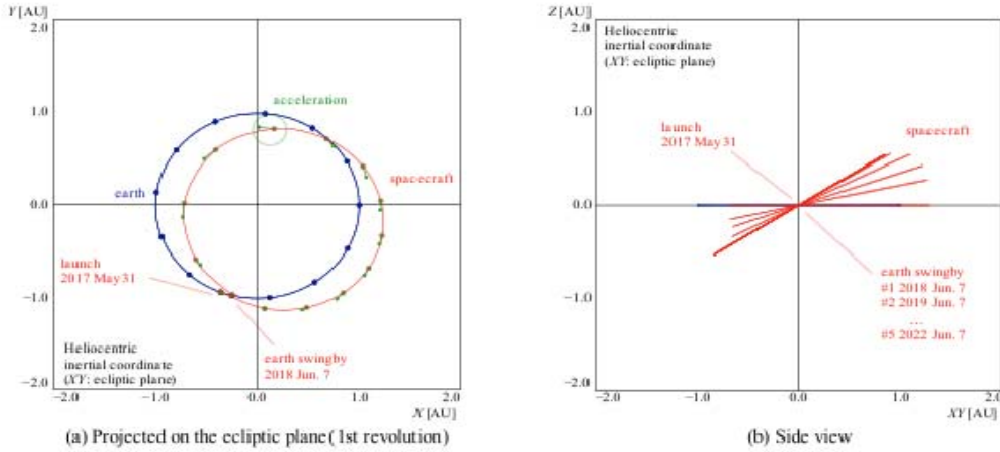 Y [AU]
2.0
1.0
0.0
−1.0
−2.0
acceleration
earth
spacecraft
launch
2017 May 31
earth swingby
2018 Jun. 7
Heliocentric
inertial coordinate
(XY: ecliptic plane)
−2.0 −1.0 0.0 1.0 2.0
X [AU]
(a) Projected on the ecliptic plane (1st revolution)
Z [AU]
2.0
1.0
0.0
−1.0
−2.0
Heliocentric
inertial coordinate
(XY: ecliptic plane)
launch
2017 May 31
spacecraft
earth swingby
#1 2018 Jun. 7
#2 2019 Jun. 7
...
#5 2022 Jun. 7
−2.0 −1.0 0.0 1.0 2.0
XY [AU]
(b) Side view